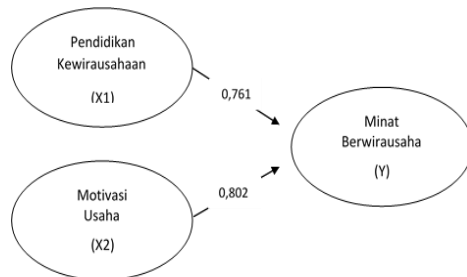 Pendidikan
Kewirausahaan
(X1)
0,761
Minat
Berwirausaha
(Y)
Motivasi
Usaha
(X2)
0,802